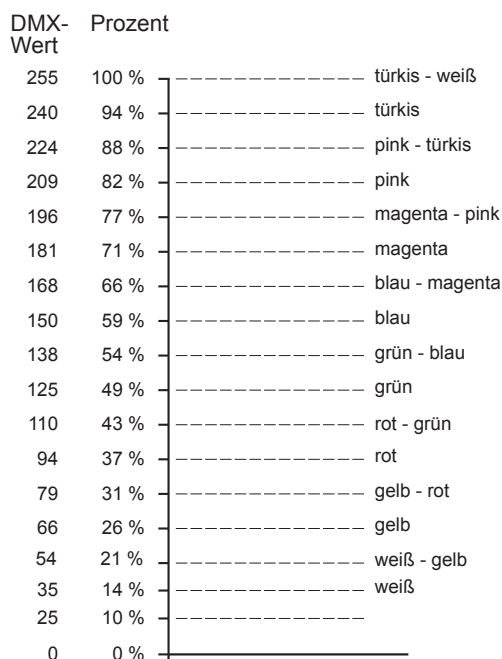 DMX-Wert Prozent
255 100 % türkis - weiß
240 94 % türkis
224 88 % pink - türkis
209 82 % pink
196 77 % magenta - pink
181 71 % magenta
168 66 % blau - magenta
150 59 % blau
138 54 % grün - blau
125 49 % grün
110 43 % rot - grün
94 37 % rot
79 31 % gelb - rot
66 26 % gelb
54 21 % weiß - gelb
35 14 % weiß
25 10 %
0 0 %